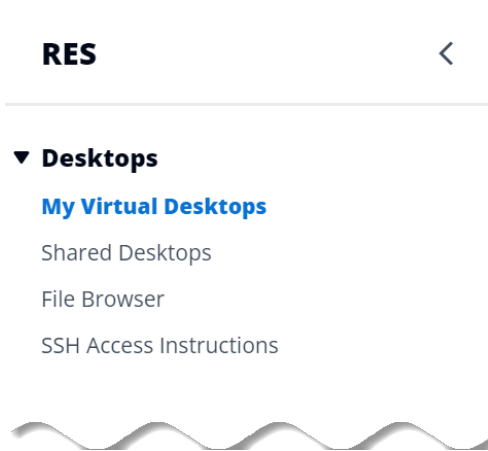 RES
Desktops
My Virtual Desktops
Shared Desktops
File Browser
SSH Access Instructions